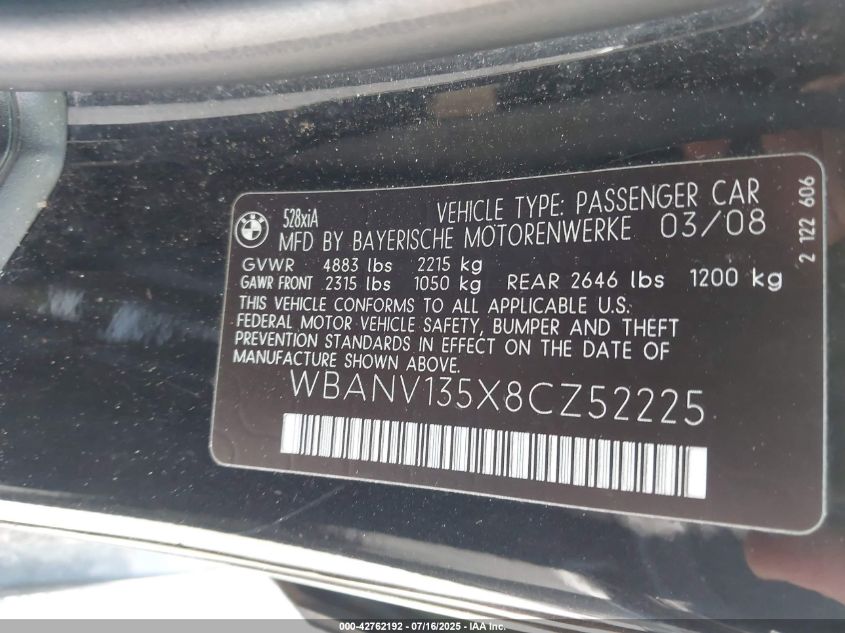 528xiA
VEHICLE TYPE: PASSENGER CAR
MFD BY BAYERISCHE MOTORENWERKE 03/08
GVWR 4883 lbs 2215 kg
GAWR FRONT 2315 lbs 1050 kg REAR 2646 lbs 1200 kg
THIS VEHICLE CONFORMS TO ALL APPLICABLE U.S.
FEDERAL MOTOR VEHICLE SAFETY, BUMPER AND THEFT
PREVENTION STANDARDS IN EFFECT ON THE DATE OF
MANUFACTURE SHOWN ABOVE.
WBANV135X8CZ52225
2 122 606
000-42762192 - 07/16/2025 - IAA Inc.